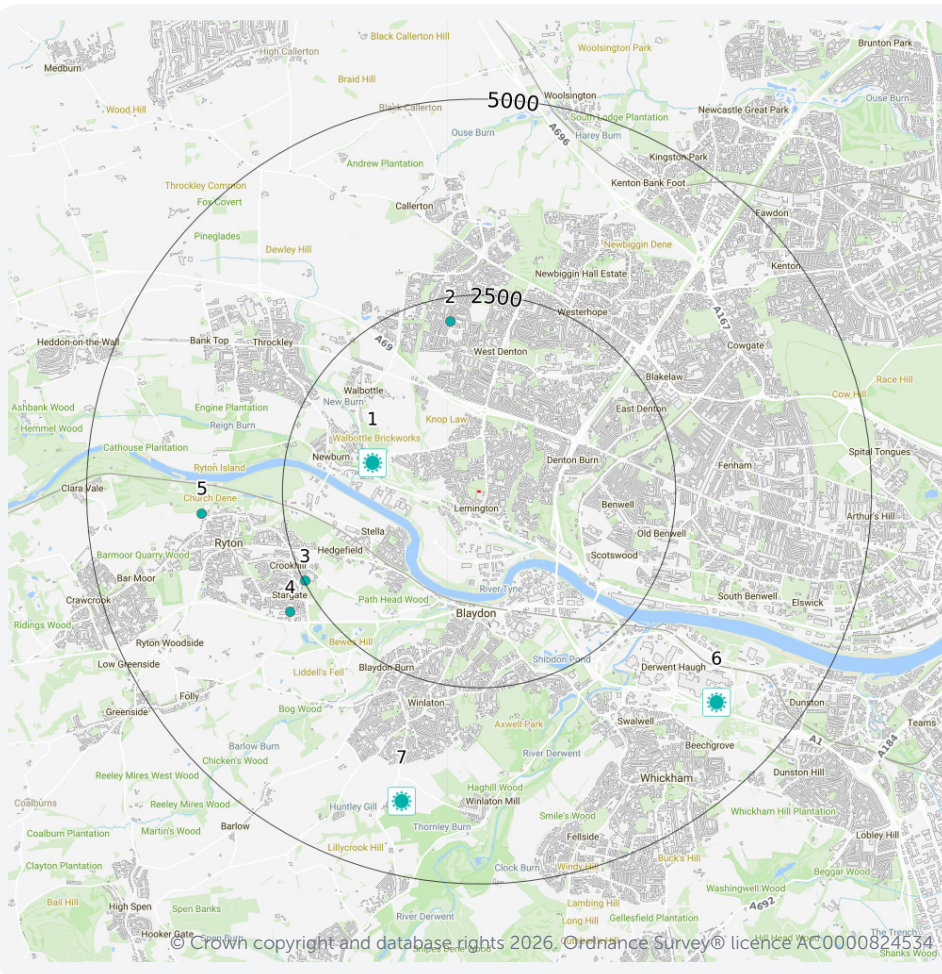 Black Callerton Hill
Brunton Park
High Callerton
Woolsington Park
Medburn
Braid Hill
Woolsington
5000
Ouse Burn
Wood Hill
Black Callerton
Newcastle Great Park
South Lodge Plantation
Ouse Burn
A696
Harey Burn
Andrew Plantation
Kingston Park
Throckley Common
Kenton Bank Foot
Fox Covert
Callerton
Fawdon
Pineglades
Dewley Hill
Newbiggin Dene
Kenton
Newbiggin Hall Estate
2
2500
Westerhope
A167
Heddon-on-the-Wall
Bank Top
Throckley
A69
Cowgate
West Denton
Blakelaw
Race Hill
Walbottle
Cow Hill
New Burn
Ashbank Wood
Engine Plantation
East Denton
Hemmel Wood
Reigh Burn
1
Knop Law
Cathouse Plantation
Walbottle Brickworks
Spital Tongues
Newburn
Denton Burn
Fenham
Ryton Island
Clara Vale
5
Church Dene
Benwell
Lemington
Arthur's Hill
Stella
Old Benwell
Ryton
Hedgefield
Barmoor Quarry Wood
3
Scotswood
Crookhill
Bar Moor
4
River Tyne
Stargate
South Benwell
Crawcrook
Path Head Wood
Elswick
Blaydon
Ridings Wood
Ryton Woodside
Bewes Hill
Shibdon Pond
6
Low Greenside
Blaydon Burn
Derwent Haugh
Liddell's Fell
Folly
Winlaton
Dunston
Greenside
Bog Wood
Axwell Park
Swalwell
Teams
A1
A184
Barlow Burn
Beechgrove
Chicken's Wood
7
River Derwent
Reeley Mires West Wood
Whickham
Dunston Hill
Haghill Wood
Coalburns
Reeley Mires Wood
Huntley Gill
Winlaton Mill
Whickham Hill Plantation
Smile's Wood
Coalburn Plantation
Martin's Wood
Barlow
Thornley Burn
Fellside
Lobley Hill
Lillycrook Hill
Buck's Hill
Clayton Plantation
Clock Burn
Windy Hill
Beggar Wood
Washingwell Wood
Bail Hill
High Spen
Spen Banks
Lambing Hill
A692
River Derwent
Long Hill
Gellesfield Plantation
Hooker Gate
The Trench
Shanks Wood
© Crown copyright and database rights 2026. Ordnance Survey® licence AC0000824534